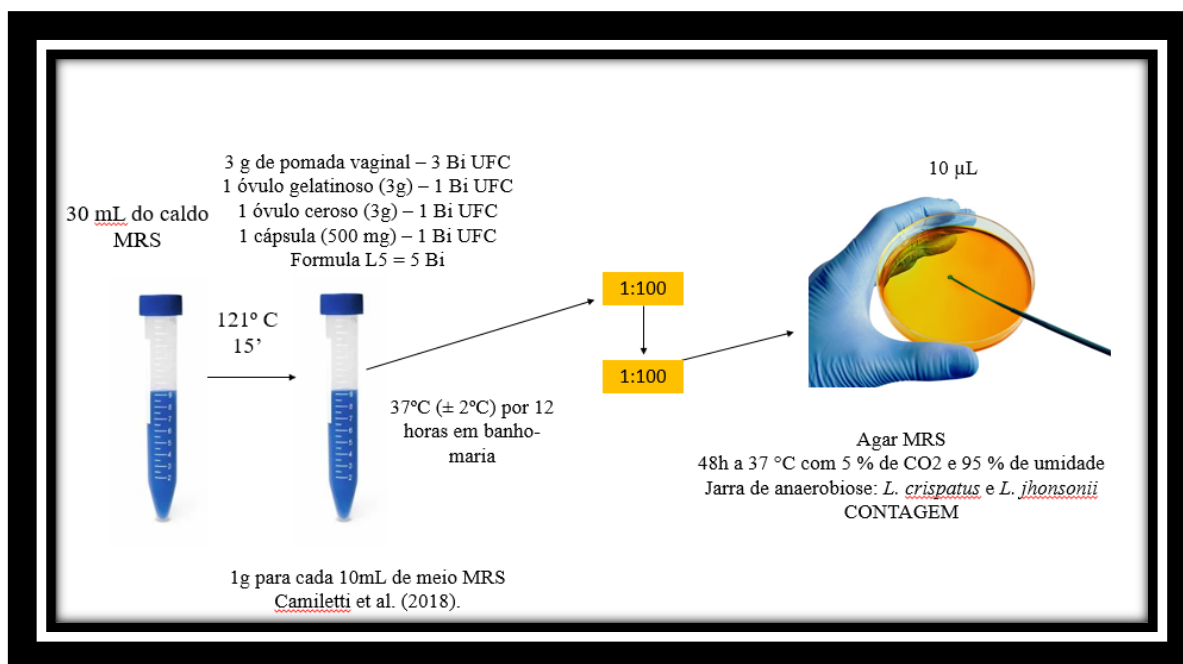 30 mL do caldo
MRS
121º C
15’
3 g de pomada vaginal – 3 Bi UFC
1 óvulo gelatinoso (3g) – 1 Bi UFC
1 óvulo ceroso (3g) – 1 Bi UFC
1 cápsula (500 mg) – 1 Bi UFC
Formula L5 = 5 Bi
1g para cada 10mL de meio MRS
Camiletti et al. (2018).
37ºC (± 2ºC) por 12
horas em banho-
maria
1:100
1:100
10 µL
Agar MRS
48h a 37 °C com 5 % de CO2 e 95 % de umidade
Jarra de anaerobiose: L. crispatus e L. jhonsonii
CONTAGEM